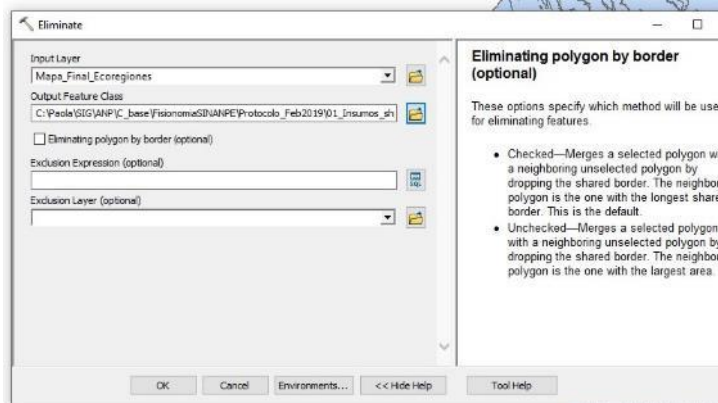 Eliminate
Input Layer
Mapa_Final_Ecoregiones
Output Feature Class
C:\Paola\SIG\ANP\C_base\FisionomiaSINANPE\Protocolo_Feb2019\01_Insumos_sh
Eliminating polygon by border (optional)
Exclusion Expression (optional)
SQL
Exclusion Layer (optional)
OK
Cancel
Environments...
<< Hide Help
Tool Help
Eliminating polygon by border
(optional)
These options specify which method will be use
for eliminating features.
• Checked—Merges a selected polygon w
a neighboring unselected polygon by
dropping the shared border. The neighbor
polygon is the one with the longest share
border. This is the default.
• Unchecked—Merges a selected polygon
with a neighboring unselected polygon by
dropping the shared border. The neighbor
polygon is the one with the largest area.